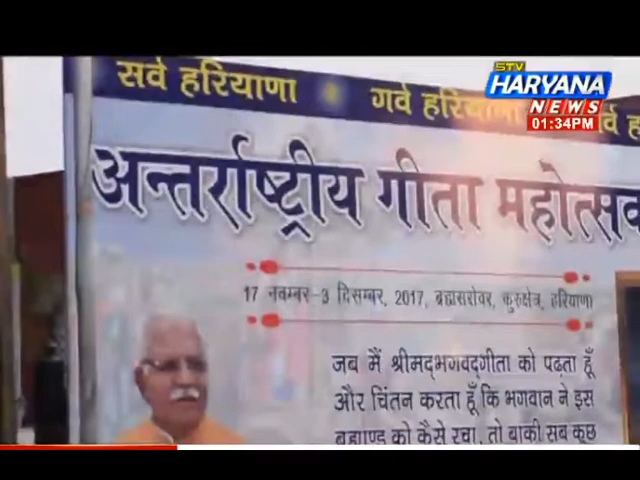 STV
HARYANA
NEWS
01:34PM
सर्व हरियाणा गर्व हरियाणा
अन्तर्राष्ट्रीय गीता महोत्सव
17 नवम्बर-3 दिसम्बर, 2017, ब्रह्मसरोवर, कुरुक्षेत्र, हरियाणा
जब मैं श्रीमद्भगवद्गीता को पढ़ता हूँ
और चिंतन करता हूँ कि भगवान ने इस
ब्रह्माण्ड को कैसे रचा, तो बाकी सब कुछ